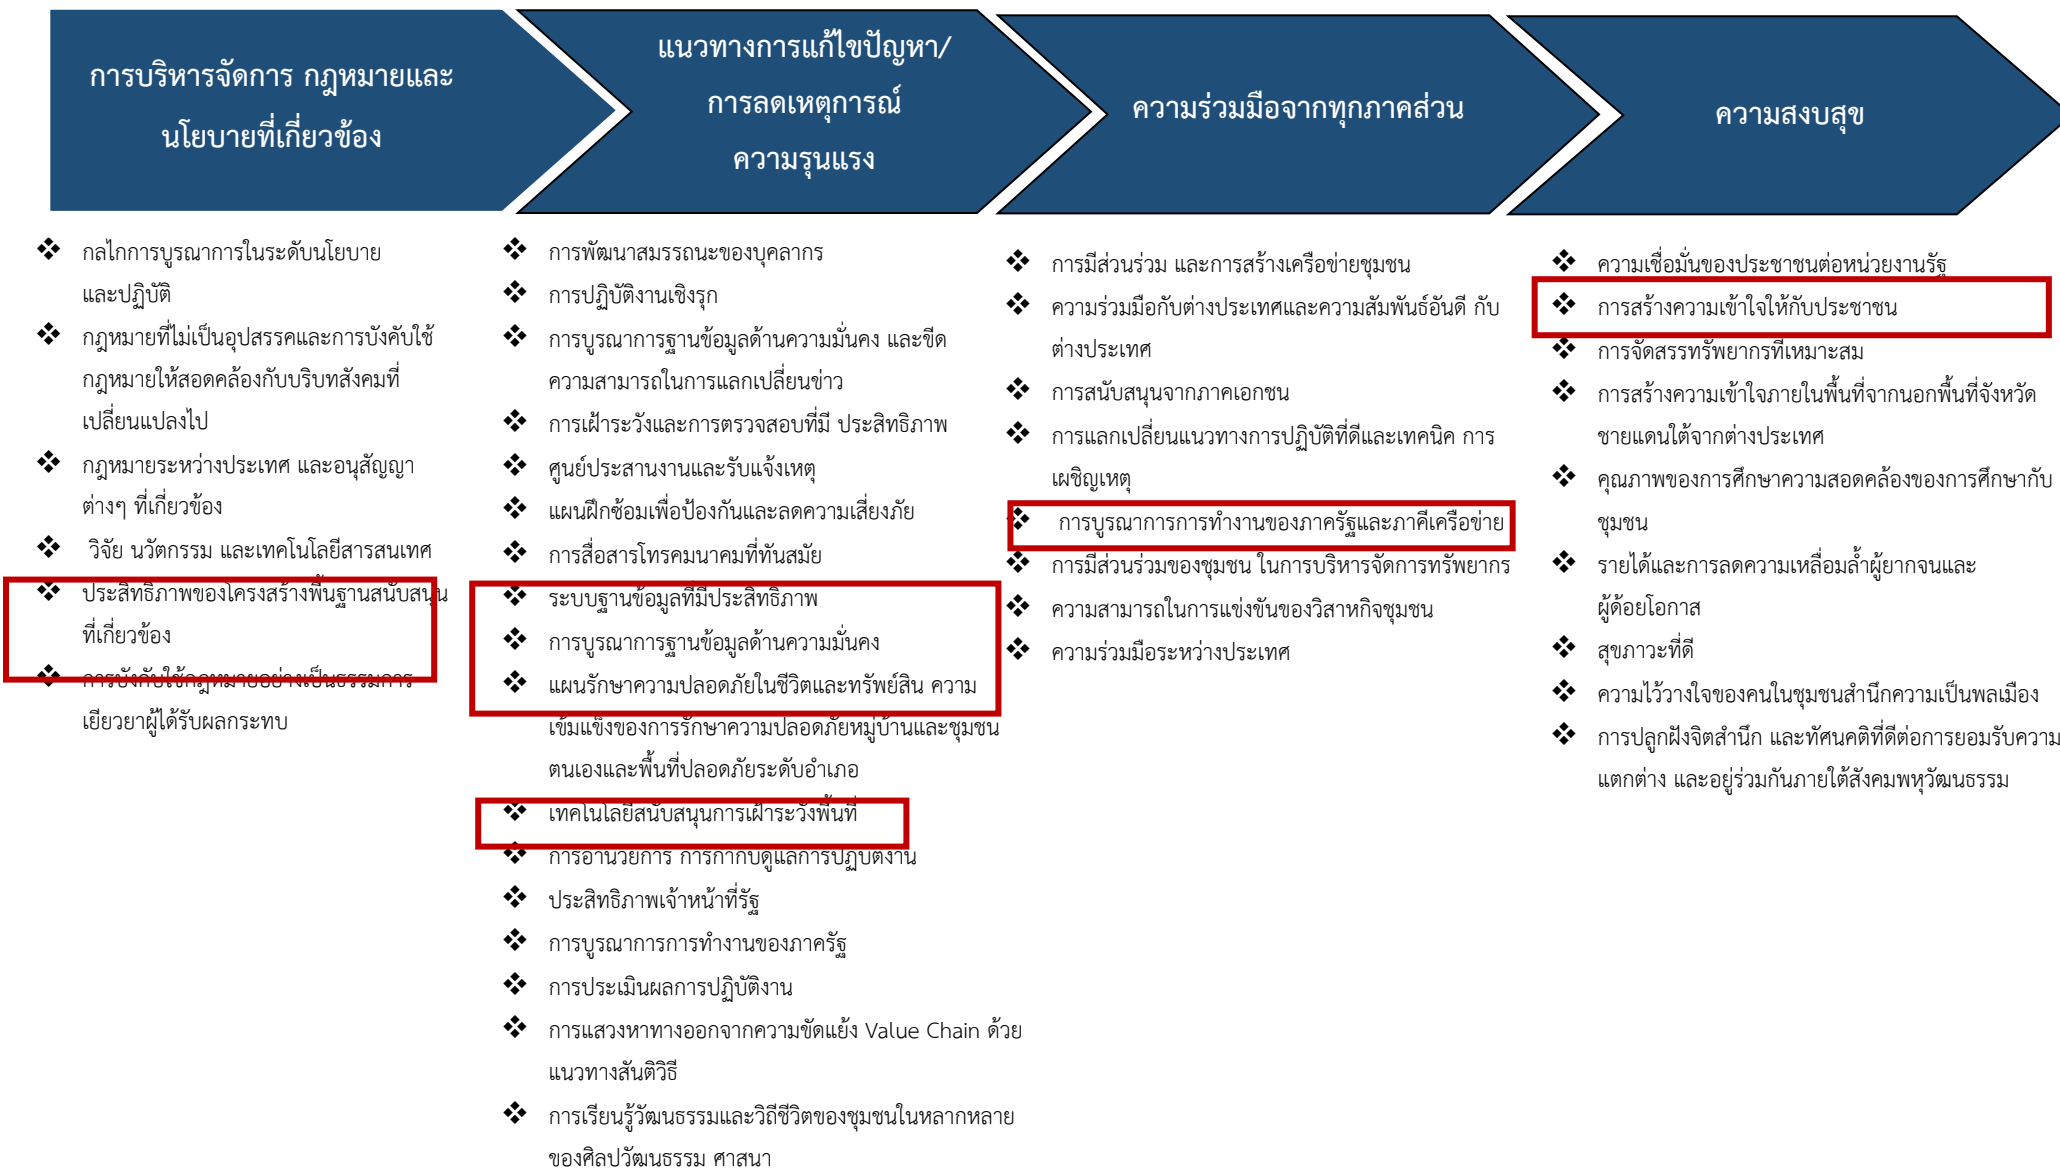 การบริหารจัดการ กฎหมายและ
นโยบายที่เกี่ยวข้อง
แนวทางการแก้ไขปัญหา/
การลดเหตุการณ์
ความรุนแรง
ความร่วมมือจากทุกภาคส่วน
ความสงบสุข
❖ กลไกการบูรณาการในระดับนโยบาย
และปฏิบัติ
❖ กฎหมายที่ไม่เป็นอุปสรรคและการบังคับใช้
กฎหมายให้สอดคล้องกับบริบทสังคมที่
เปลี่ยนแปลงไป
❖ กฎหมายระหว่างประเทศ และอนุสัญญา
ต่างๆ ที่เกี่ยวข้อง
❖ วิจัย นวัตกรรม และเทคโนโลยีสารสนเทศ
❖ ประสิทธิภาพของโครงสร้างพื้นฐานสนับสนุน
ที่เกี่ยวข้อง
❖ การบังคับใช้กฎหมายอย่างเป็นธรรมการ
เยียวยาผู้ได้รับผลกระทบ
❖ การพัฒนาสมรรถนะของบุคลากร
❖ การปฏิบัติงานเชิงรุก
❖ การบูรณาการฐานข้อมูลด้านความมั่นคง และขีด
ความสามารถในการแลกเปลี่ยนข่าว
❖ การเฝ้าระวังและการตรวจสอบที่มี ประสิทธิภาพ
❖ ศูนย์ประสานงานและรับแจ้งเหตุ
❖ แผนฝึกซ้อมเพื่อป้องกันและลดความเสี่ยงภัย
❖ การสื่อสารโทรคมนาคมที่ทันสมัย
❖ ระบบฐานข้อมูลที่มีประสิทธิภาพ
❖ การบูรณาการฐานข้อมูลด้านความมั่นคง
❖ แผนรักษาความปลอดภัยในชีวิตและทรัพย์สิน ความ
เข้มแข็งของการรักษาความปลอดภัยหมู่บ้านและชุมชน
ตนเองและพื้นที่ปลอดภัยระดับอำเภอ
❖ เทคโนโลยีสนับสนุนการเฝ้าระวังพื้นที่
❖ การอำนวยการ การกำกับดูแลการปฏิบัติงาน
❖ ประสิทธิภาพเจ้าหน้าที่รัฐ
❖ การบูรณาการการทำงานของภาครัฐ
❖ การประเมินผลการปฏิบัติงาน
❖ การแสวงหาทางออกจากความขัดแย้ง Value Chain ด้วย
แนวทางสันติวิธี
❖ การเรียนรู้วัฒนธรรมและวิถีชีวิตของชุมชนในหลากหลาย
ของศิลปวัฒนธรรม ศาสนา
❖ การมีส่วนร่วม และการสร้างเครือข่ายชุมชน
❖ ความร่วมมือกับต่างประเทศและความสัมพันธ์อันดี กับ
ต่างประเทศ
❖ การสนับสนุนจากภาคเอกชน
❖ การแลกเปลี่ยนแนวทางการปฏิบัติที่ดีและเทคนิค การ
เผชิญเหตุ
❖ การบูรณาการการทำงานของภาครัฐและภาคีเครือข่าย
❖ การมีส่วนร่วมของชุมชน ในการบริหารจัดการทรัพยากร
❖ ความสามารถในการแข่งขันของวิสาหกิจชุมชน
❖ ความร่วมมือระหว่างประเทศ
❖ ความเชื่อมั่นของประชาชนต่อหน่วยงานรัฐ
❖ การสร้างความเข้าใจให้กับประชาชน
❖ การจัดสรรทรัพยากรที่เหมาะสม
❖ การสร้างความเข้าใจภายในพื้นที่จากนอกพื้นที่จังหวัด
ชายแดนใต้จากต่างประเทศ
❖ คุณภาพของการศึกษาความสอดคล้องของการศึกษากับ
ชุมชน
❖ รายได้และการลดความเหลื่อมล้ำผู้ยากจนและ
ผู้ด้อยโอกาส
❖ สุขภาวะที่ดี
❖ ความไว้วางใจของคนในชุมชนสำนึกความเป็นพลเมือง
❖ การปลูกฝังจิตสำนึก และทัศนคติที่ดีต่อการยอมรับความ
แตกต่าง และอยู่ร่วมกันภายใต้สังคมพหุวัฒนธรรม